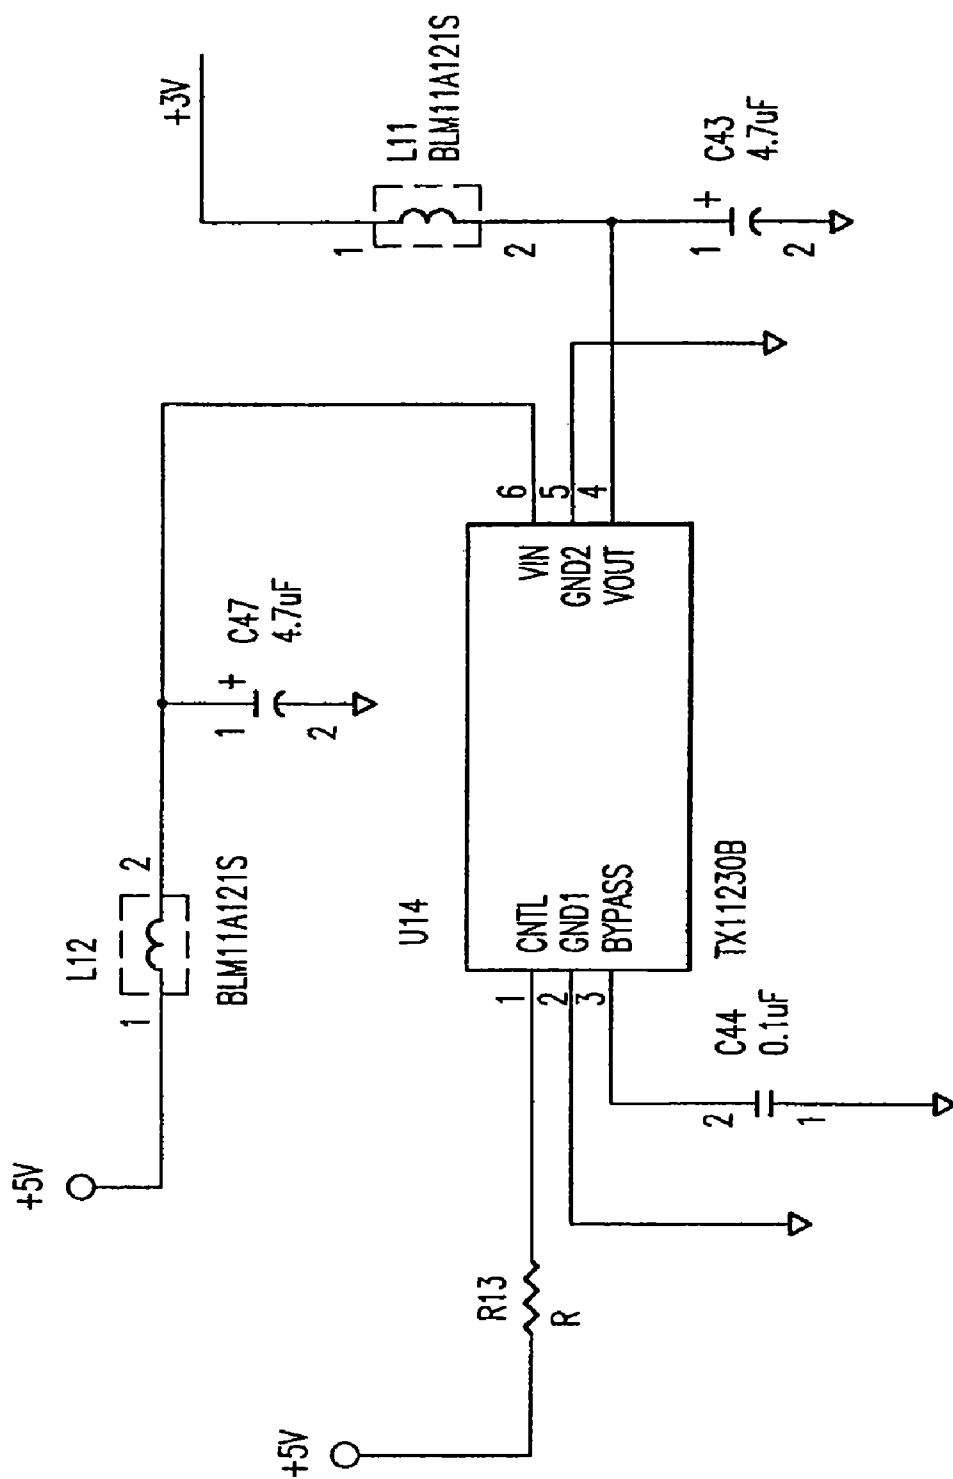 +5V
L12
1
2
BLM11A121S
C47
4.7uF
1
+
2
+3V
L11
BLM11A121S
1
2
C43
4.7uF
1
+
2
+5V
R13
R
U14
1
CNTL
2
GND1
3
BYPASS
VIN
6
GND2
5
VOUT
4
TX11230B
C44
0.1uF
2
1